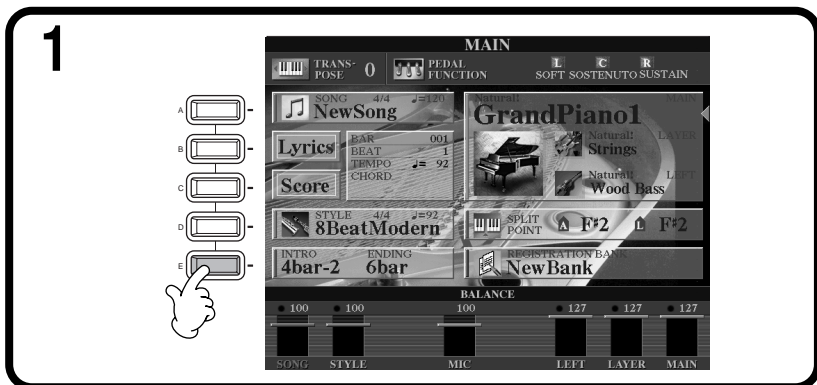 1
MAIN
TRANS-
POSE
0
PEDAL
FUNCTION
L C R
SOFT SOSTENUTO SUSTAIN
A
B
C
D
E
SONG 4/4 ♩=120
NewSong
Lyrics
Score
BAR 001
BEAT 1
TEMPO ♩= 92
CHORD
STYLE 4/4 ♩=92
8BeatModern
INTRO ENDING
4bar-2 6bar
Natural! MAIN
GrandPiano1
Natural! LAYER
Strings
Natural! LEFT
Wood Bass
SPLIT
POINT
A F#2 L F#2
REGISTRATION BANK
NewBank
BALANCE
100 100 100 127 127 127
SONG STYLE MIC LEFT LAYER MAIN